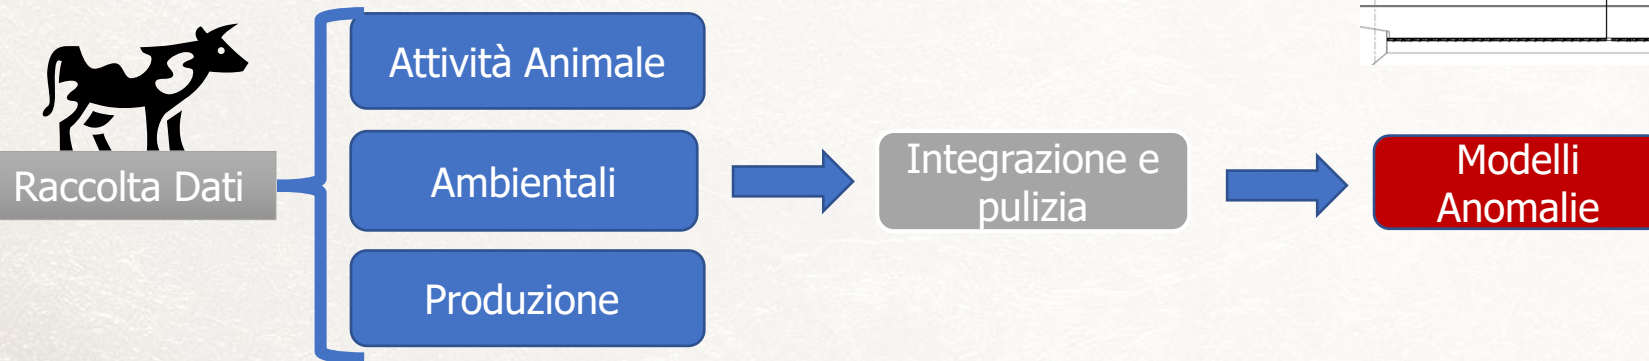 Raccolta Dati
Attività Animale
Ambientali
Produzione
Integrazione e
pulizia
Modelli
Anomalie